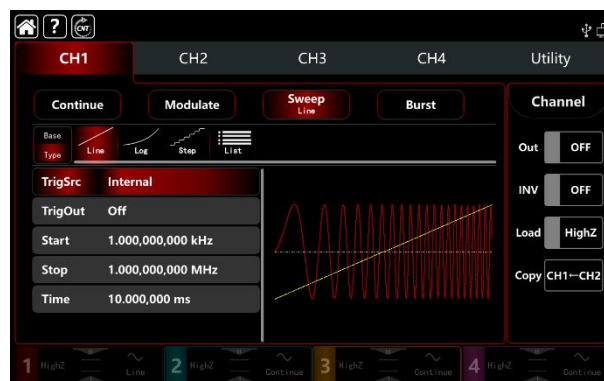 ? CNT
CH1 CH2 CH3 CH4 Utility
Continue Modulate Sweep Burst Channel
Line
Base
Type Line Log Step List
Out OFF
TrigSrc Internal
INV OFF
TrigOut Off
Start 1.000,000,000 kHz
Load HighZ
Stop 1.000,000,000 MHz
Copy CH1←CH2
Time 10.000,000 ms
1 HighZ Line 2 HighZ Continue 3 HighZ Continue 4 HighZ Continue